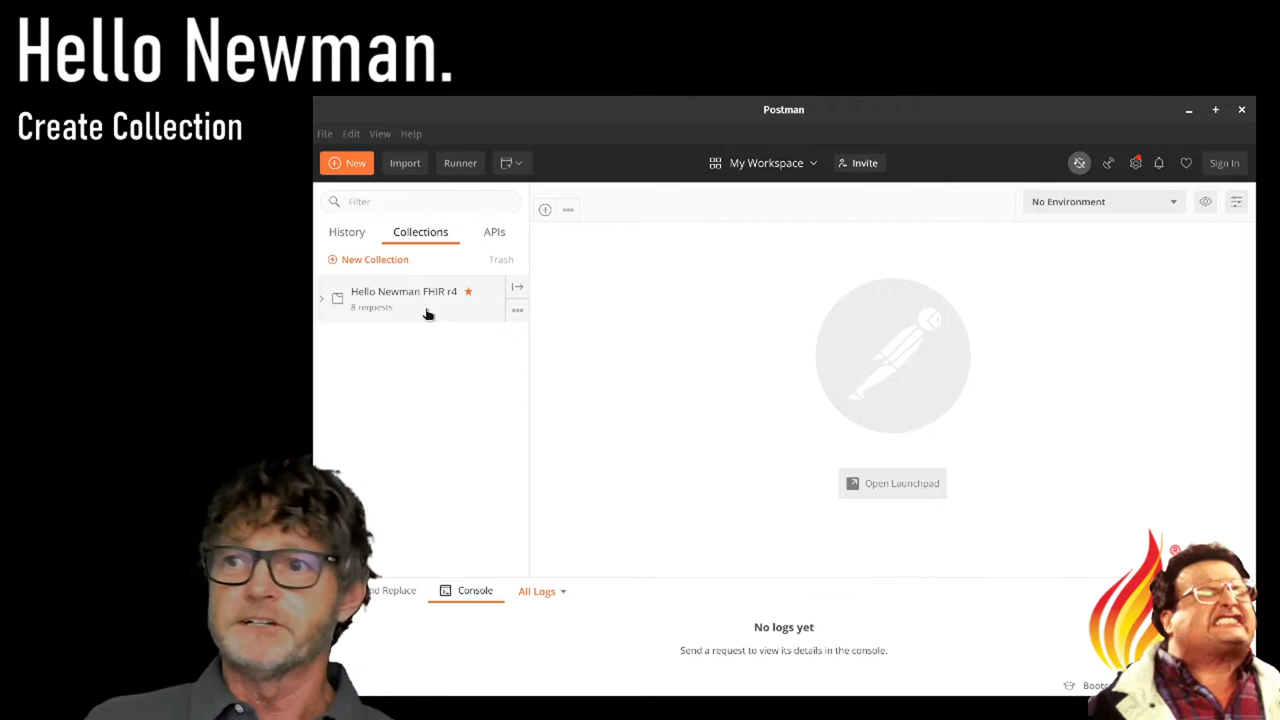 Hello Newman.
Create Collection
Postman
File Edit View Help
New Import Runner My Workspace Invite Sign In
Filter No Environment
History Collections APIs
New Collection Trash
Hello Newman FHIR r4
8 requests
Open Launchpad
nd Replace Console All Logs
No logs yet
Send a request to view its details in the console.
®
Bootc